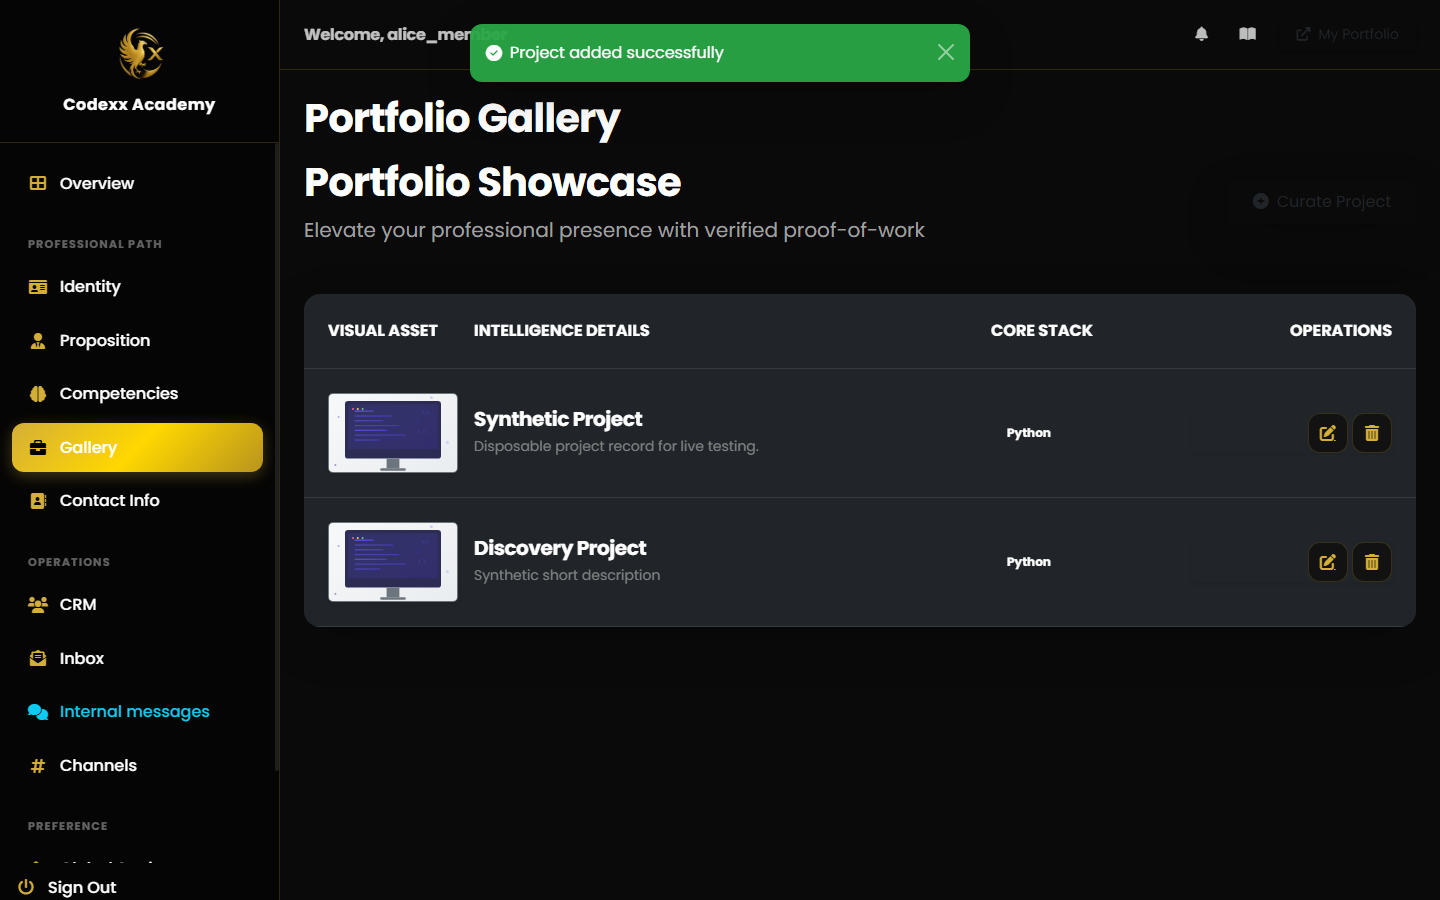 Codexx Academy
Overview
PROFESSIONAL PATH
Identity
Proposition
Competencies
Gallery
Contact Info
OPERATIONS
CRM
Inbox
Internal messages
Channels
PREFERENCE
Sign Out
Welcome, alice_member
Project added successfully
My Portfolio
Portfolio Gallery
Portfolio Showcase
Elevate your professional presence with verified proof-of-work
Curate Project
VISUAL ASSET INTELLIGENCE DETAILS CORE STACK OPERATIONS
Synthetic Project
Disposable project record for live testing.
Python
Discovery Project
Synthetic short description
Python